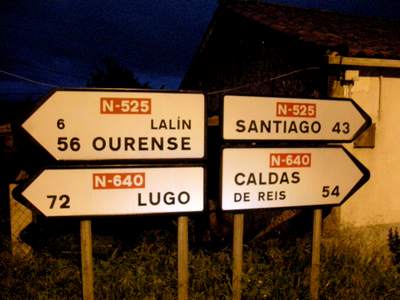 N-525
6 LALÍN
56 OURENSE
N-525
SANTIAGO 43
N-640
72 LUGO
N-640
CALDAS
DE REIS 54